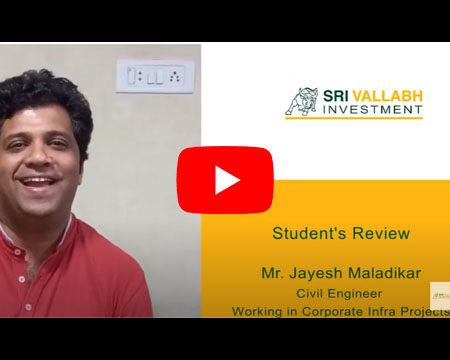 SRI VALLABH
INVESTMENT
Student's Review
Mr. Jayesh Maladikar
Civil Engineer
Working in Corporate Infra Projects